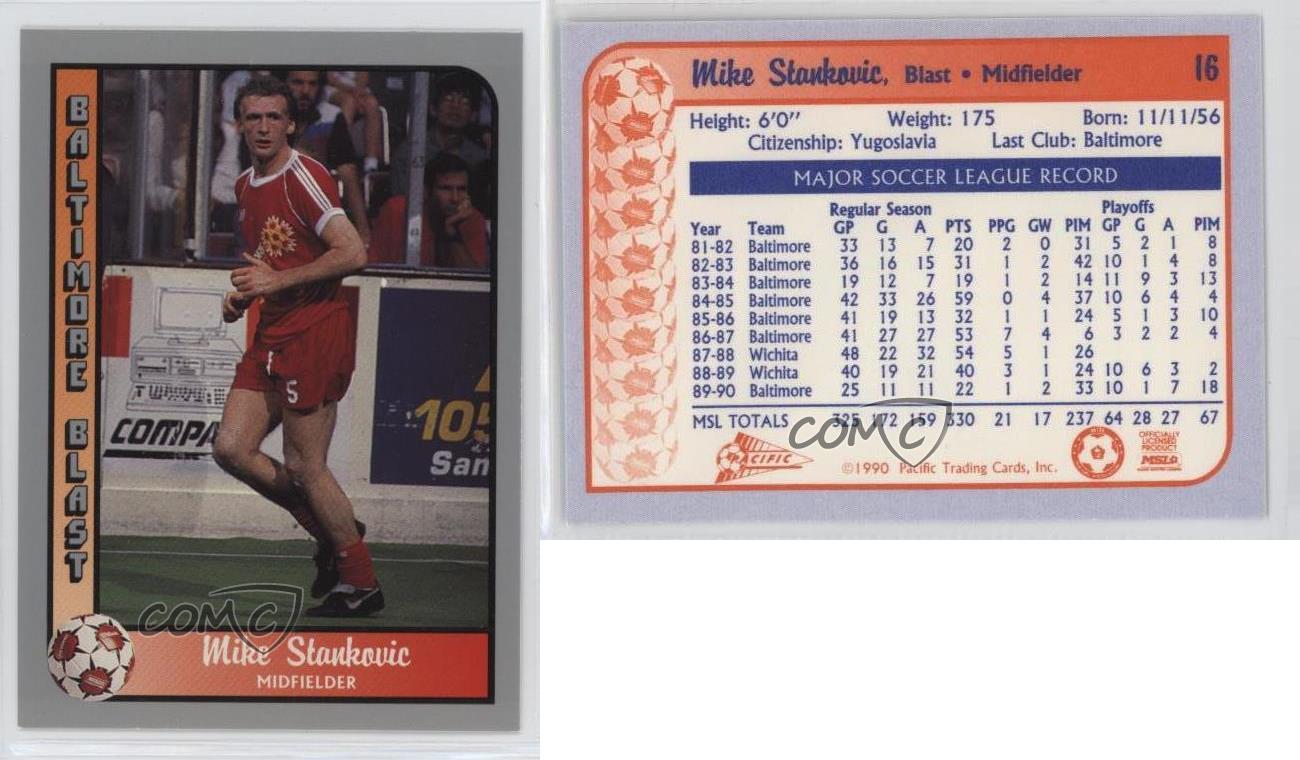 BALTIMORE BLAST
COMPA
105
San
5
COMC
Mike Stankovic
MIDFIELDER
Mike Stankovic, Blast • Midfielder 16
Height: 6'0" Weight: 175 Born: 11/11/56
Citizenship: Yugoslavia Last Club: Baltimore
MAJOR SOCCER LEAGUE RECORD
Regular Season Playoffs
Year Team GP G A PTS PPG GW PIM GP G A PIM
81-82 Baltimore 33 13 7 20 2 0 31 5 2 1 8
82-83 Baltimore 36 16 15 31 1 2 42 10 1 4 8
83-84 Baltimore 19 12 7 19 1 2 14 11 9 3 13
84-85 Baltimore 42 33 26 59 0 4 37 10 6 4 4
85-86 Baltimore 41 19 13 32 1 1 24 5 1 3 10
86-87 Baltimore 41 27 27 53 7 4 6 3 2 2 4
87-88 Wichita 48 22 32 54 5 1 26
88-89 Wichita 40 19 21 40 3 1 24 10 6 3 2
89-90 Baltimore 25 11 11 22 1 2 33 10 1 7 18
MSL TOTALS 325 172 159 330 21 17 237 64 28 27 67
COMC
PACIFIC
©1990 Pacific Trading Cards, Inc.
OFFICIALLY
LICENSED
PRODUCT